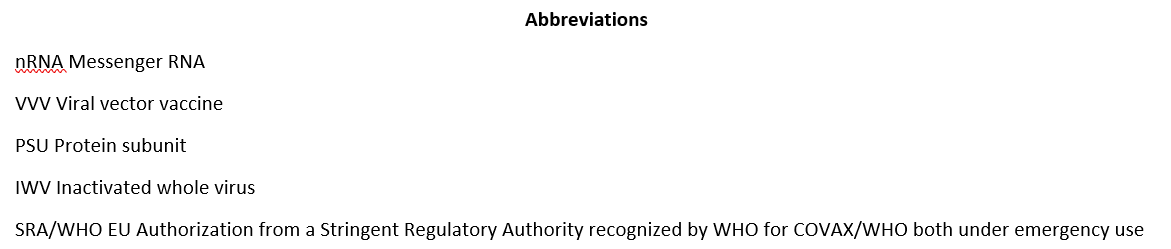 Abbreviations
nRNA Messenger RNA
VVV Viral vector vaccine
PSU Protein subunit
IWV Inactivated whole virus
SRA/WHO EU Authorization from a Stringent Regulatory Authority recognized by WHO for COVAX/WHO both under emergency use